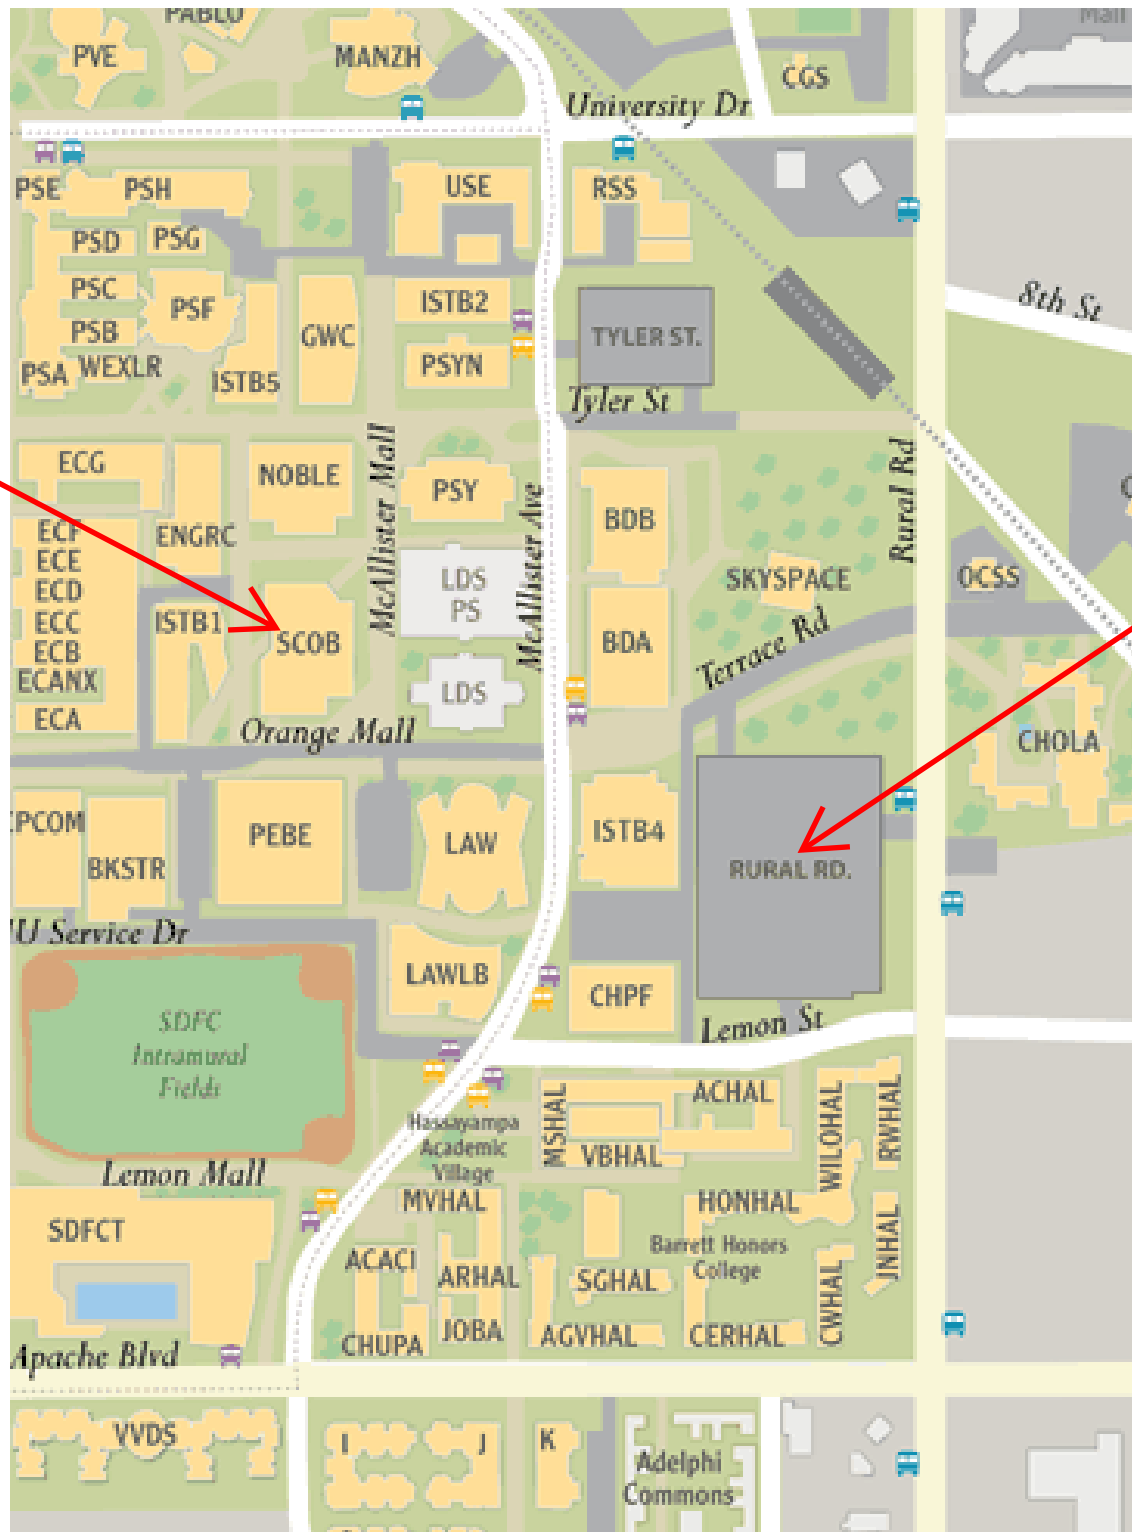 PABLO
PVE
MANZH
CGS
Mall
University Dr
PSE
PSH
USE
RSS
PSD
PSG
PSC
PSF
ISTB2
8th St
PSB
GWC
TYLER ST.
PSA
WEXLR
ISTB5
PSYN
Tyler St
ECG
NOBLE
McAllister Mall
PSY
McAllister Ave
BDB
Rural Rd
ECF
ENGRC
ECE
ECD
LDS
PS
SKYSPACE
OCSS
ECC
ISTB1
SCOB
BDA
Terrace Rd
ECB
ECANX
LDS
ECA
Orange Mall
CHOLA
PCOM
BKSTR
PEBE
LAW
ISTB4
RURAL RD.
U Service Dr
LAWLB
CHPF
SDFC
Intramural
Fields
Lemon St
Hassayampa
Academic
Village
MSHAL
ACHAL
VBHAL
WILOHAL
RWHAL
Lemon Mall
SDFCT
MVHAL
HONHAL
ACACI
ARHAL
Barrett Honors
College
SGHAL
JNHAL
CHUPA
JOBA
AGVHAL
CERHAL
CWHAL
Apache Blvd
VVDS
I
J
K
Adelphi
Commons